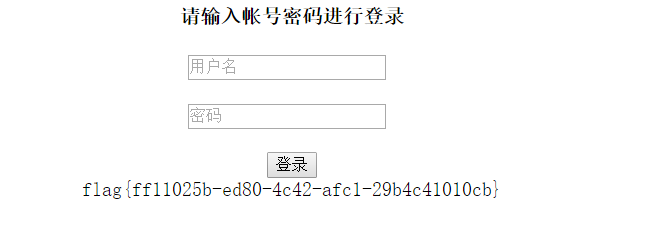 请输入帐号密码进行登录
用户名
密码
登录
flag{ff11025b-ed80-4c42-afc1-29b4c41010cb}